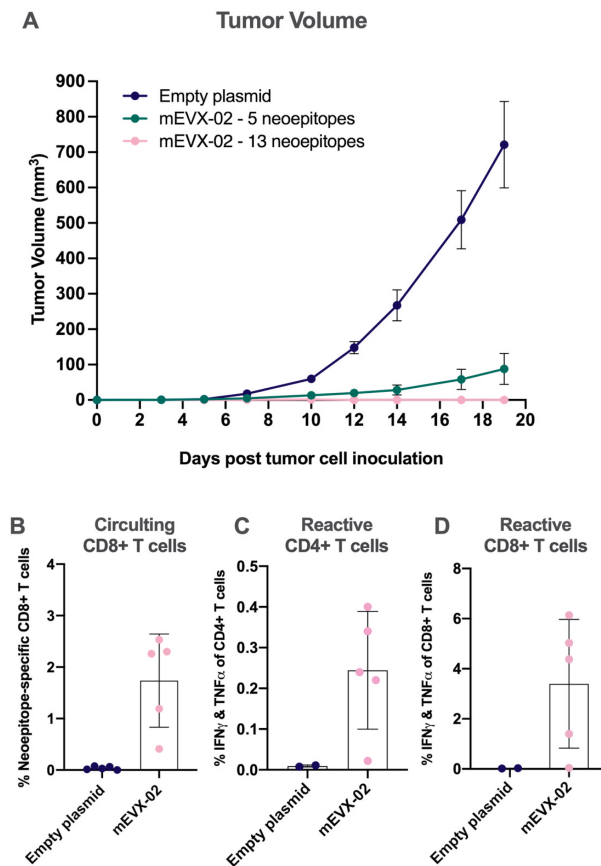 A
Tumor Volume
Tumor Volume (mm³)
900
800
700
600
500
400
300
200
100
0
Empty plasmid
mEVX-02 - 5 neoepitopes
mEVX-02 - 13 neoepitopes
0 2 4 6 8 10 12 14 16 18 20
Days post tumor cell inoculation
B
Circulting
CD8+ T cells
% Neoepitope-specific CD8+ T cells
4
3
2
1
0
Empty plasmid
mEVX-02
C
Reactive
CD4+ T cells
% IFNγ & TNFα of CD4+ T cells
0.5
0.4
0.3
0.2
0.1
0.0
Empty plasmid
mEVX-02
D
Reactive
CD8+ T cells
% IFNγ & TNFα of CD8+ T cells
8
6
4
2
0
Empty plasmid
mEVX-02